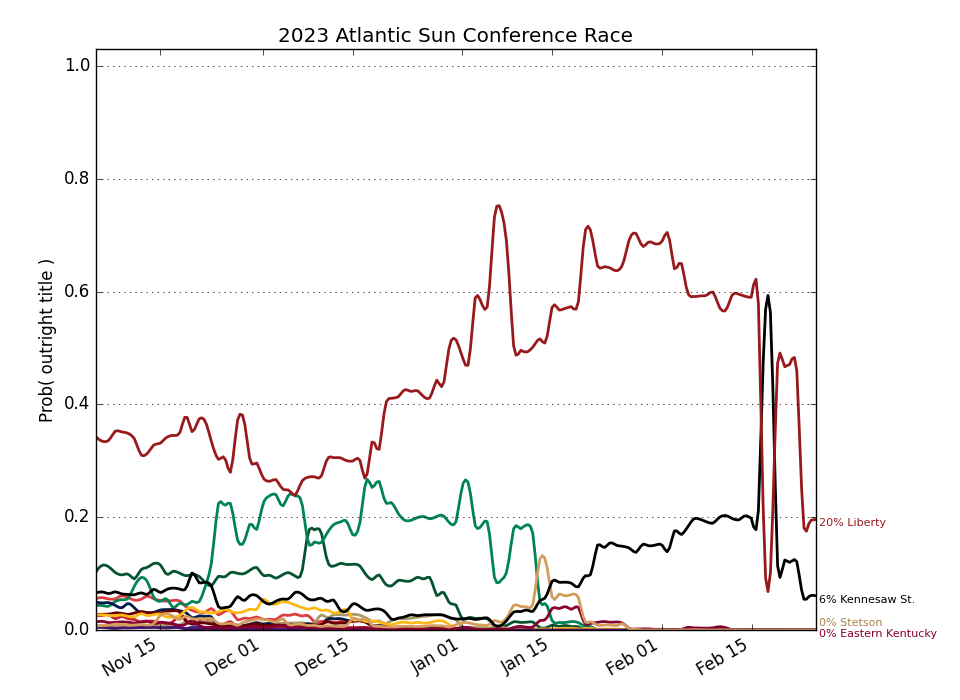 2023 Atlantic Sun Conference Race
Prob( outright title )
1.0
0.8
0.6
0.4
0.2
0.0
Nov 15
Dec 01
Dec 15
Jan 01
Jan 15
Feb 01
Feb 15
20% Liberty
6% Kennesaw St.
0% Stetson
0% Eastern Kentucky